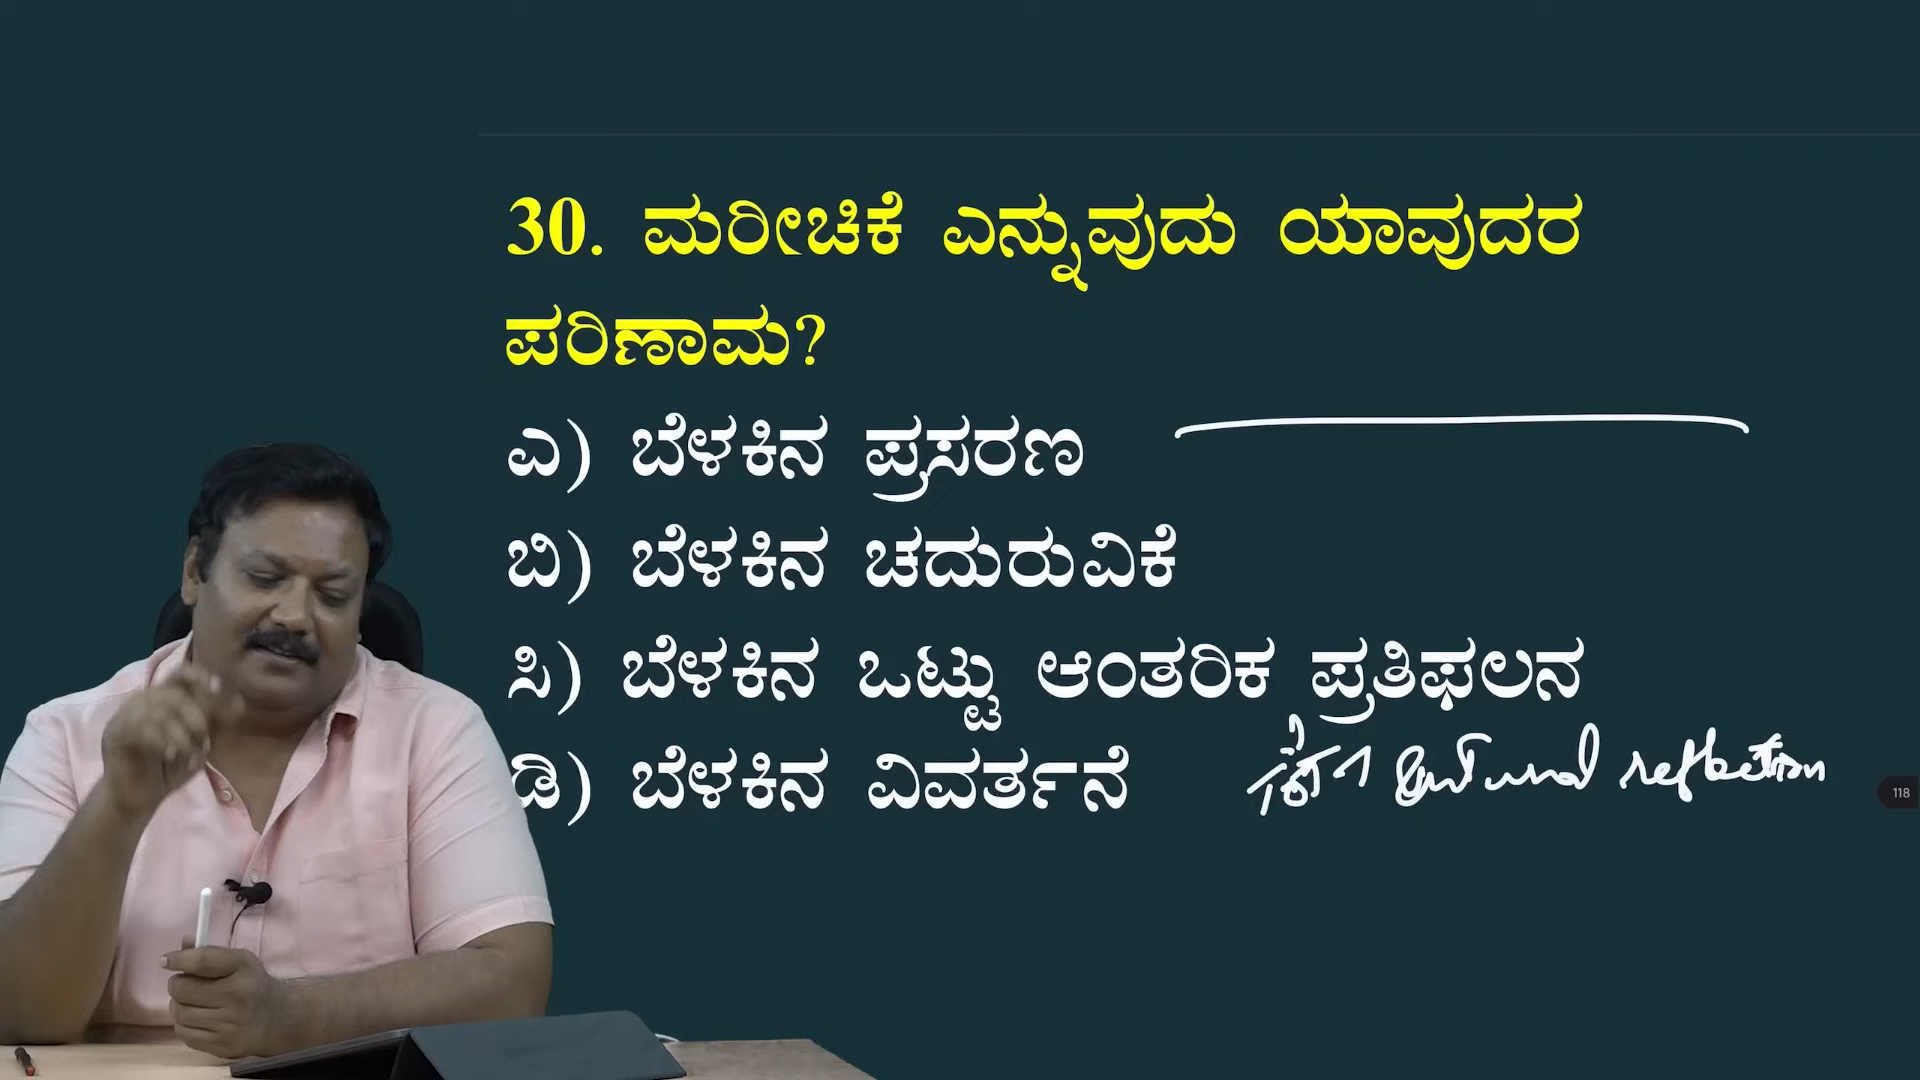 30. ಮರೀಚಿಕೆ ಎನ್ನುವುದು ಯಾವುದರ
ಪರಿಣಾಮ?
ಎ) ಬೆಳಕಿನ ಪ್ರಸರಣ
ಬಿ) ಬೆಳಕಿನ ಚದುರುವಿಕೆ
ಸಿ) ಬೆಳಕಿನ ಒಟ್ಟು ಆಂತರಿಕ ಪ್ರತಿಫಲನ
ಡಿ) ಬೆಳಕಿನ ವಿವರ್ತನೆ
reflection
118